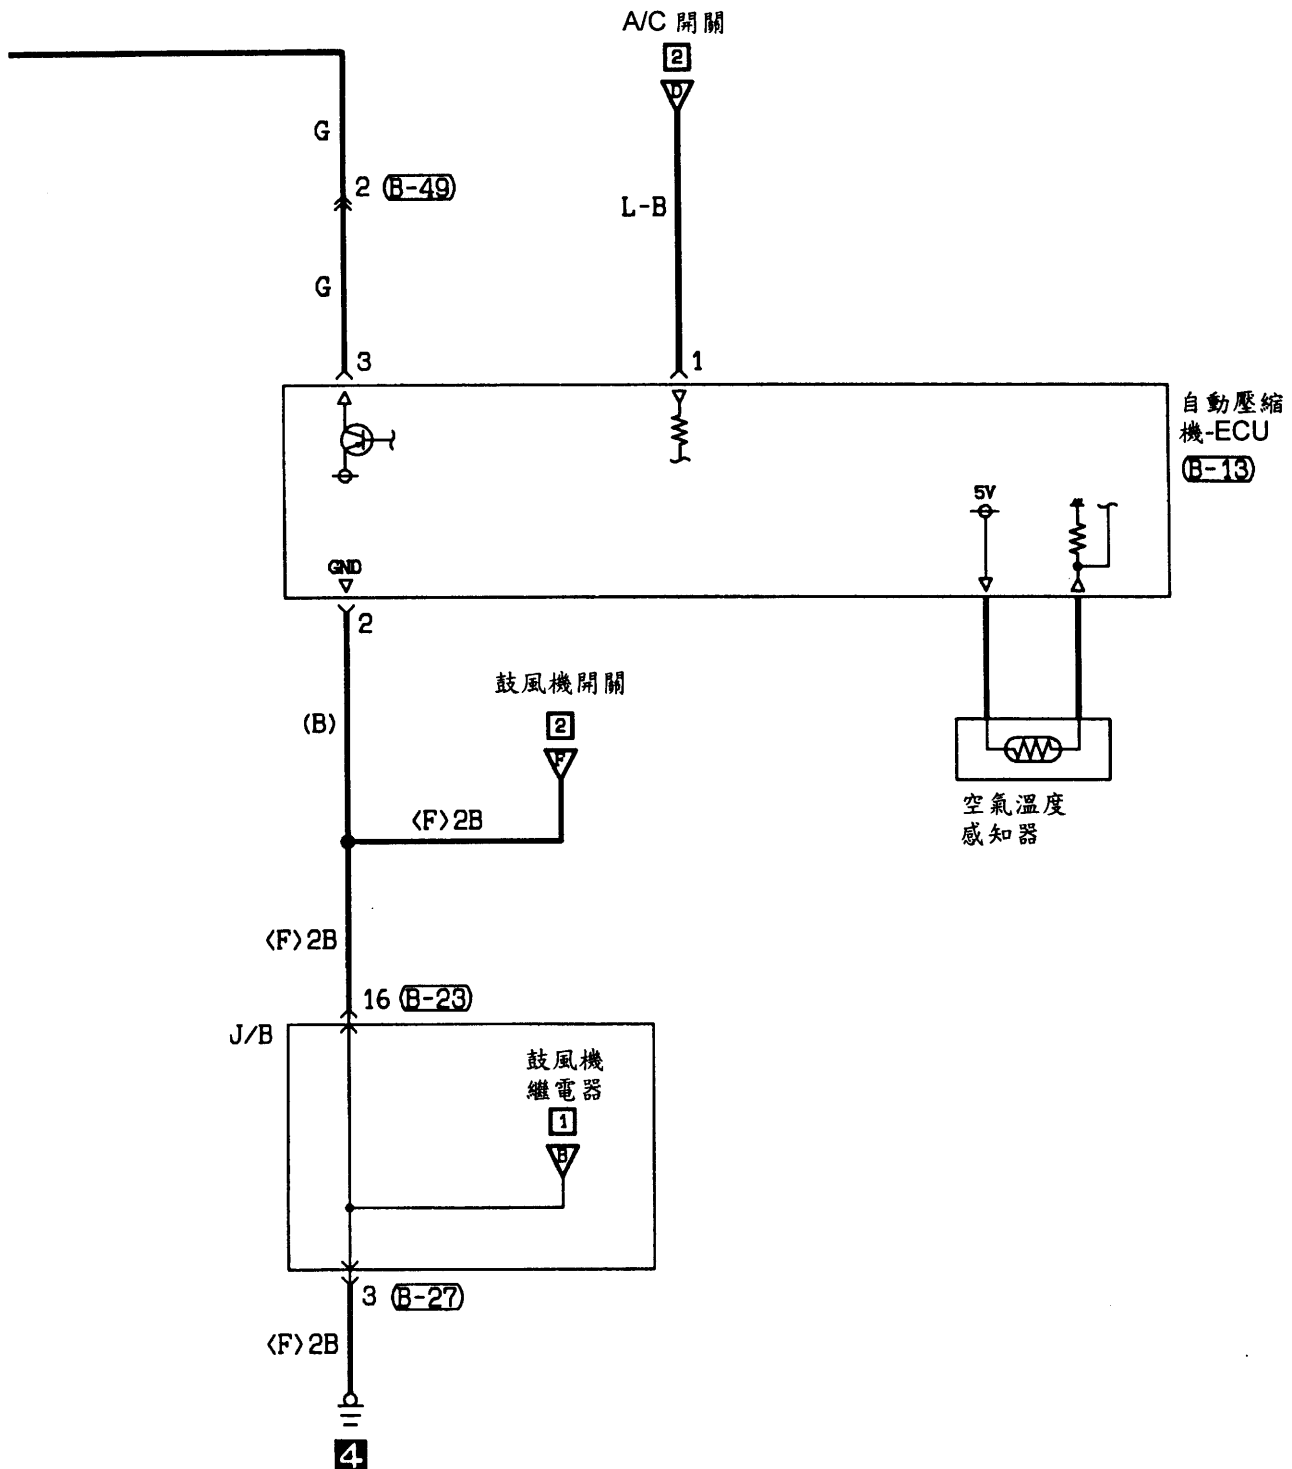 A/C 開關
2
D
G
2 (B-49)
L-B
G
3
1
自動壓縮
機-ECU
(B-13)
5V
GND
2
鼓風機開關
2
F
(B)
〈F〉2B
空氣溫度
感知器
〈F〉2B
16 (B-23)
J/B
鼓風機
繼電器
1
B
3 (B-27)
〈F〉2B
4